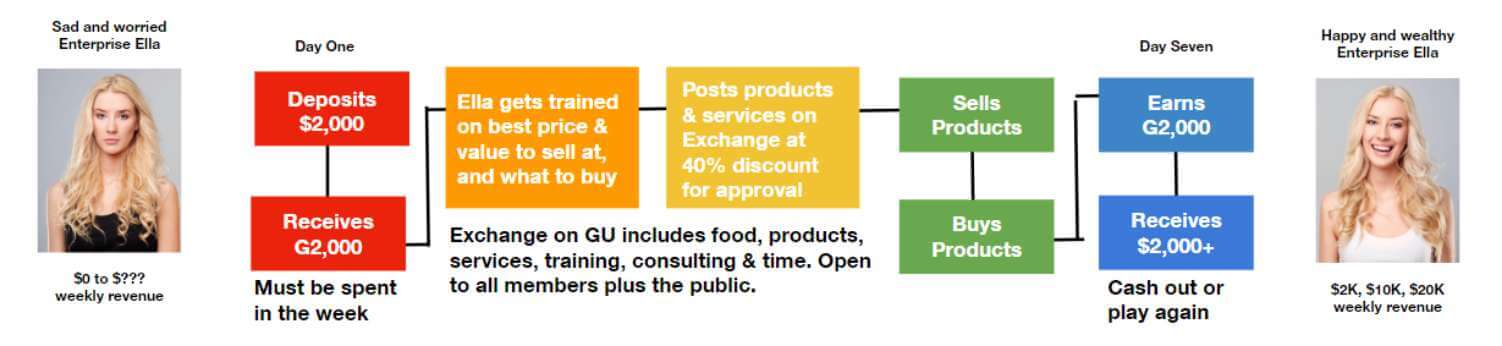 Sad and worried
Enterprise Ella
$0 to $???
weekly revenue
Day One
Deposits
$2,000
Receives
G2,000
Must be spent
in the week
Ella gets trained
on best price &
value to sell at,
and what to buy
Posts products
& services on
Exchange at
40% discount
for approval
Exchange on GU includes food, products,
services, training, consulting & time. Open
to all members plus the public.
Sells
Products
Buys
Products
Day Seven
Earns
G2,000
Receives
$2,000+
Cash out or
play again
Happy and wealthy
Enterprise Ella
$2K, $10K, $20K
weekly revenue